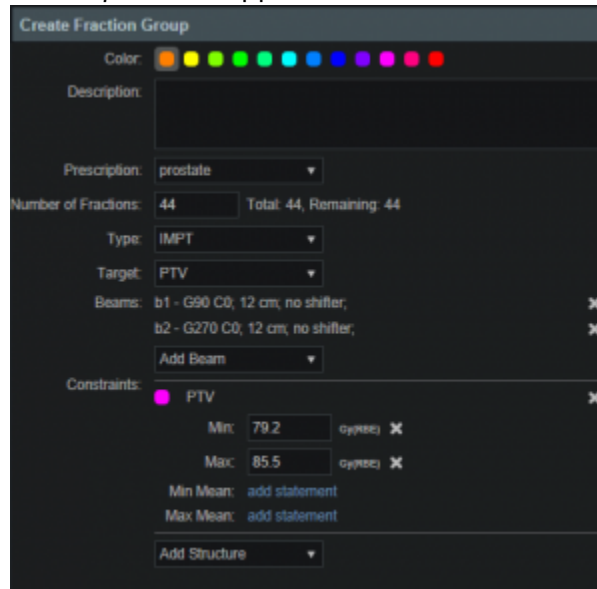 Create Fraction Group
Color:
Description:
Prescription: prostate
Number of Fractions: 44 Total: 44, Remaining: 44
Type: IMPT
Target: PTV
Beams: b1 - G90 C0; 12 cm; no shifter;
b2 - G270 C0; 12 cm; no shifter;
Add Beam
Constraints:
PTV
Min: 79.2 Gy(RBE)
Max: 85.5 Gy(RBE)
Min Mean: add statement
Max Mean: add statement
Add Structure